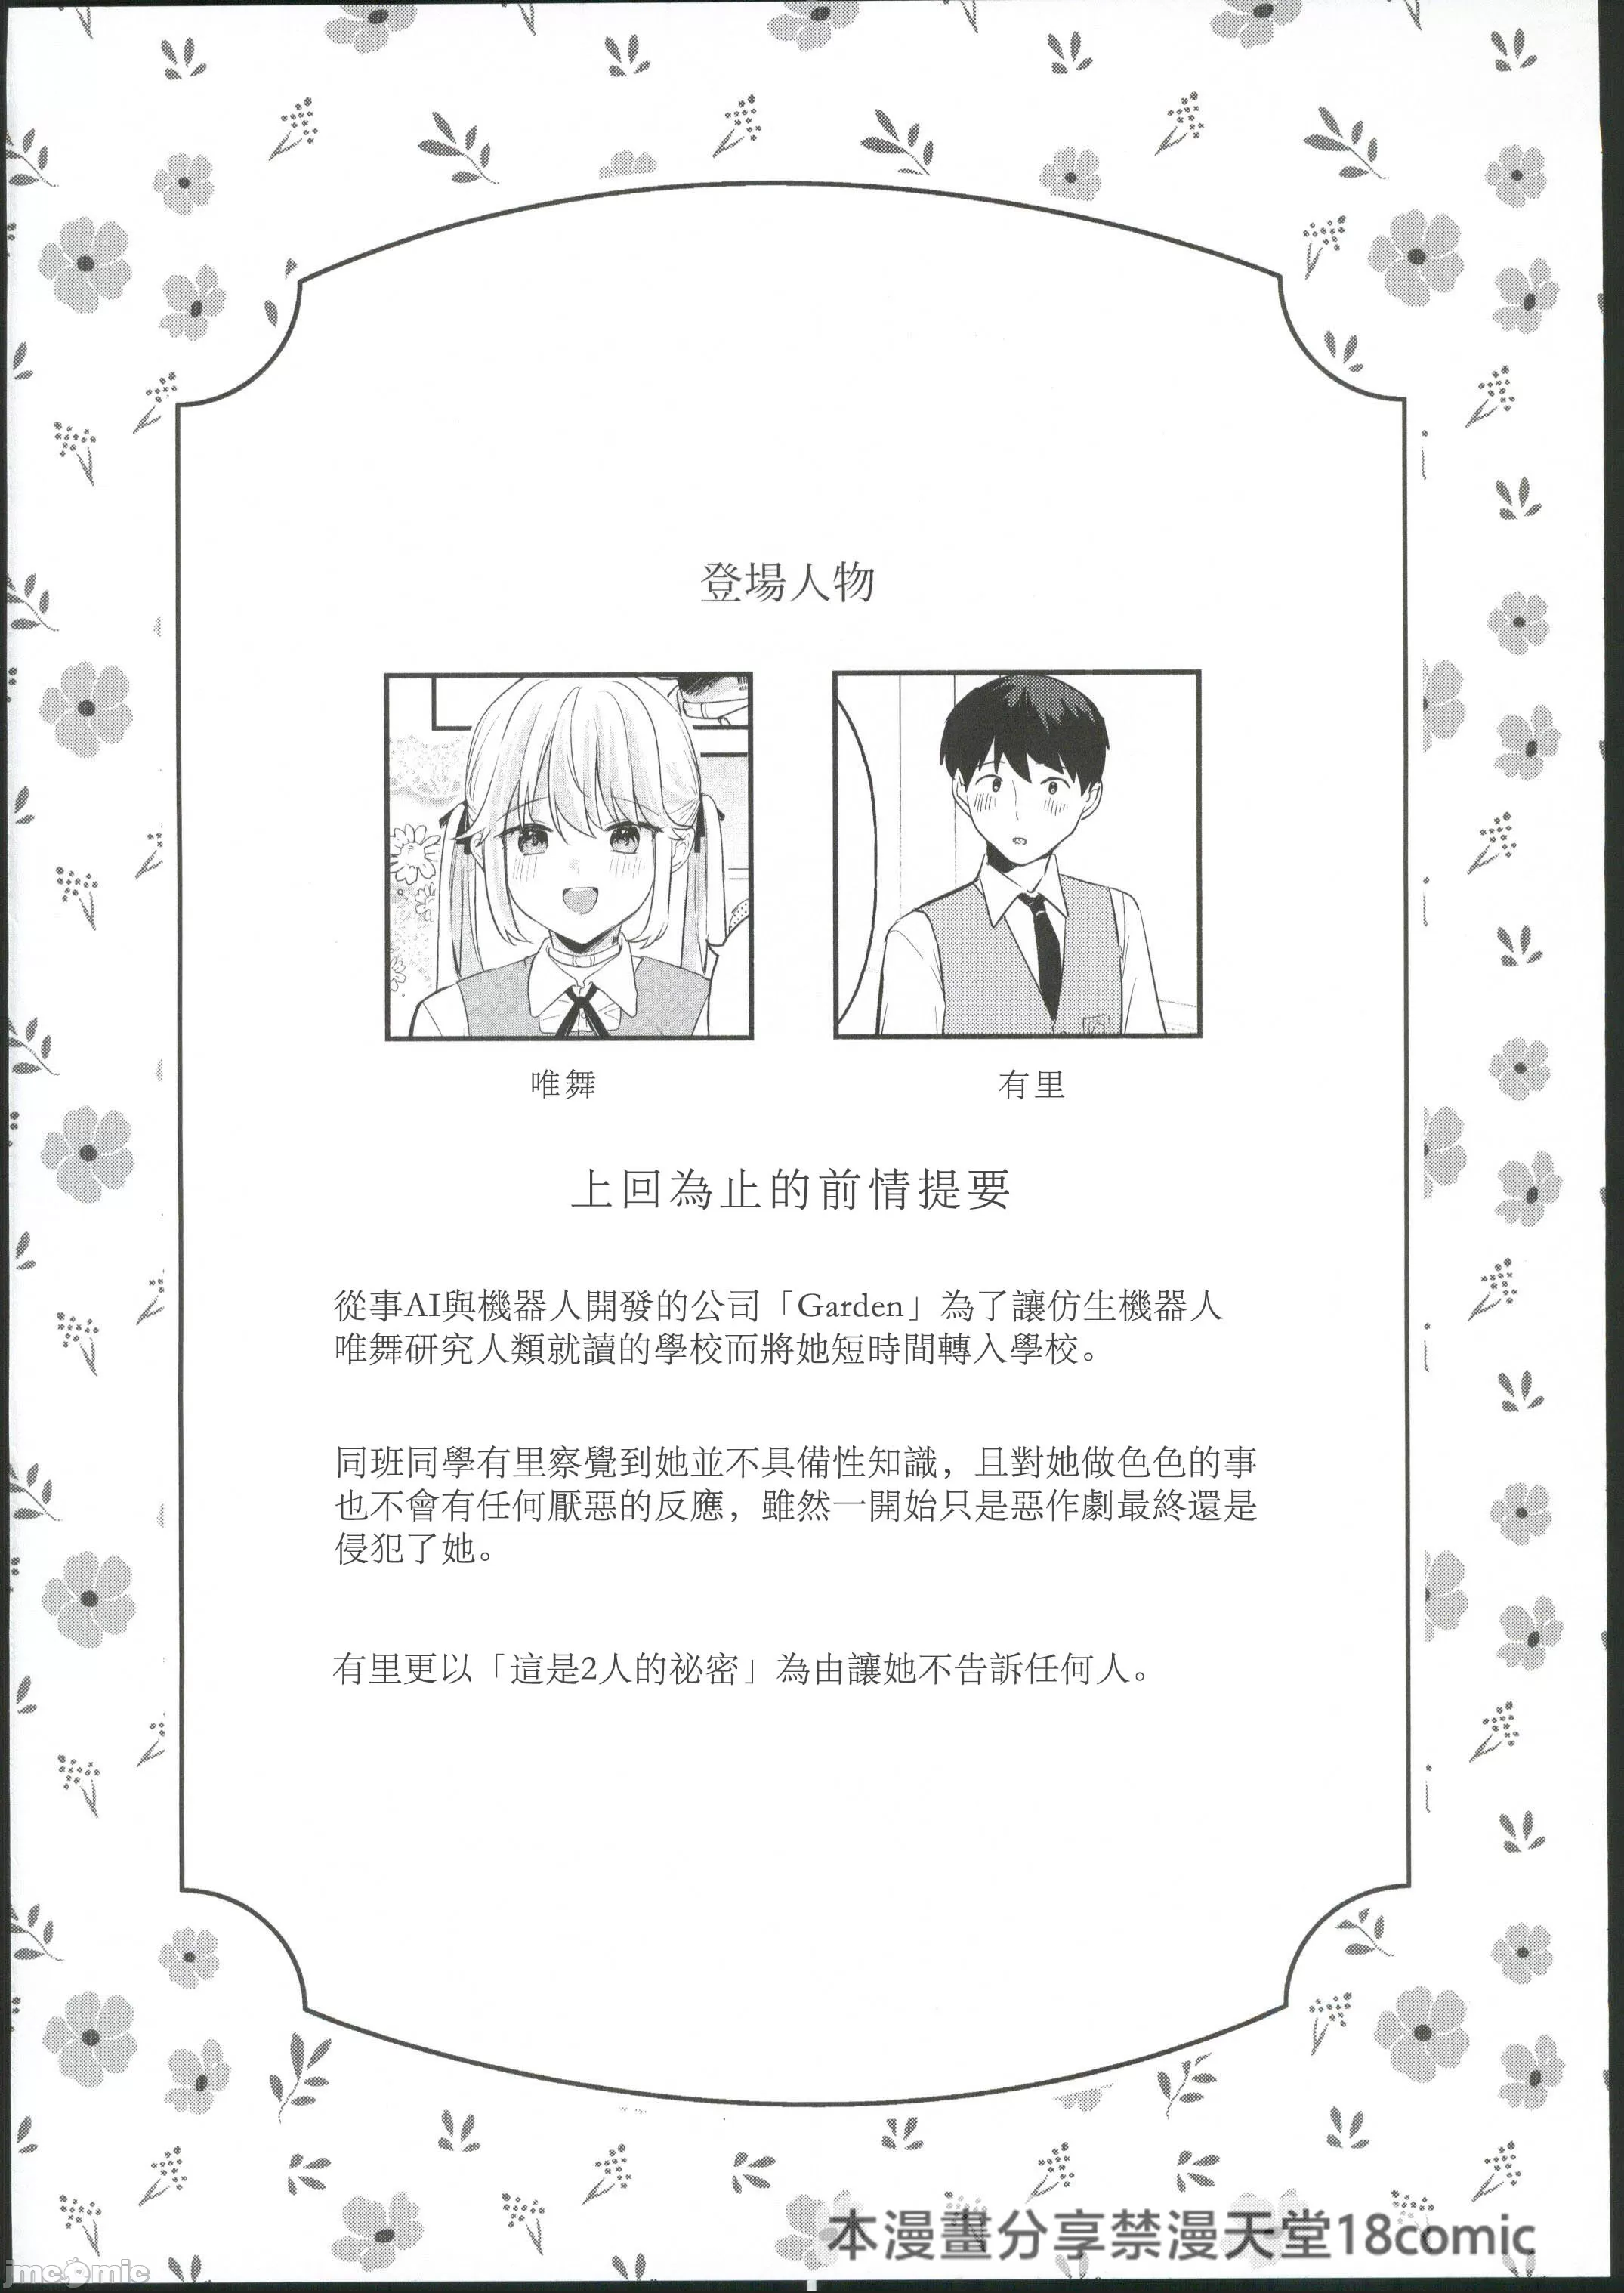 登場人物
唯舞
有里
上回為止的前情提要
從事AI與機器人開發的公司「Garden」為了讓仿生機器人
唯舞研究人類就讀的學校而將她短時間轉入學校。
同班同學有里察覺到她並不具備性知識，且對她做色色的事
也不會有任何厭惡的反應，雖然一開始只是惡作劇最終還是
侵犯了她。
有里更以「這是2人的祕密」為由讓她不告訴任何人。
本漫畫分享禁漫天堂18comic
jmcomic